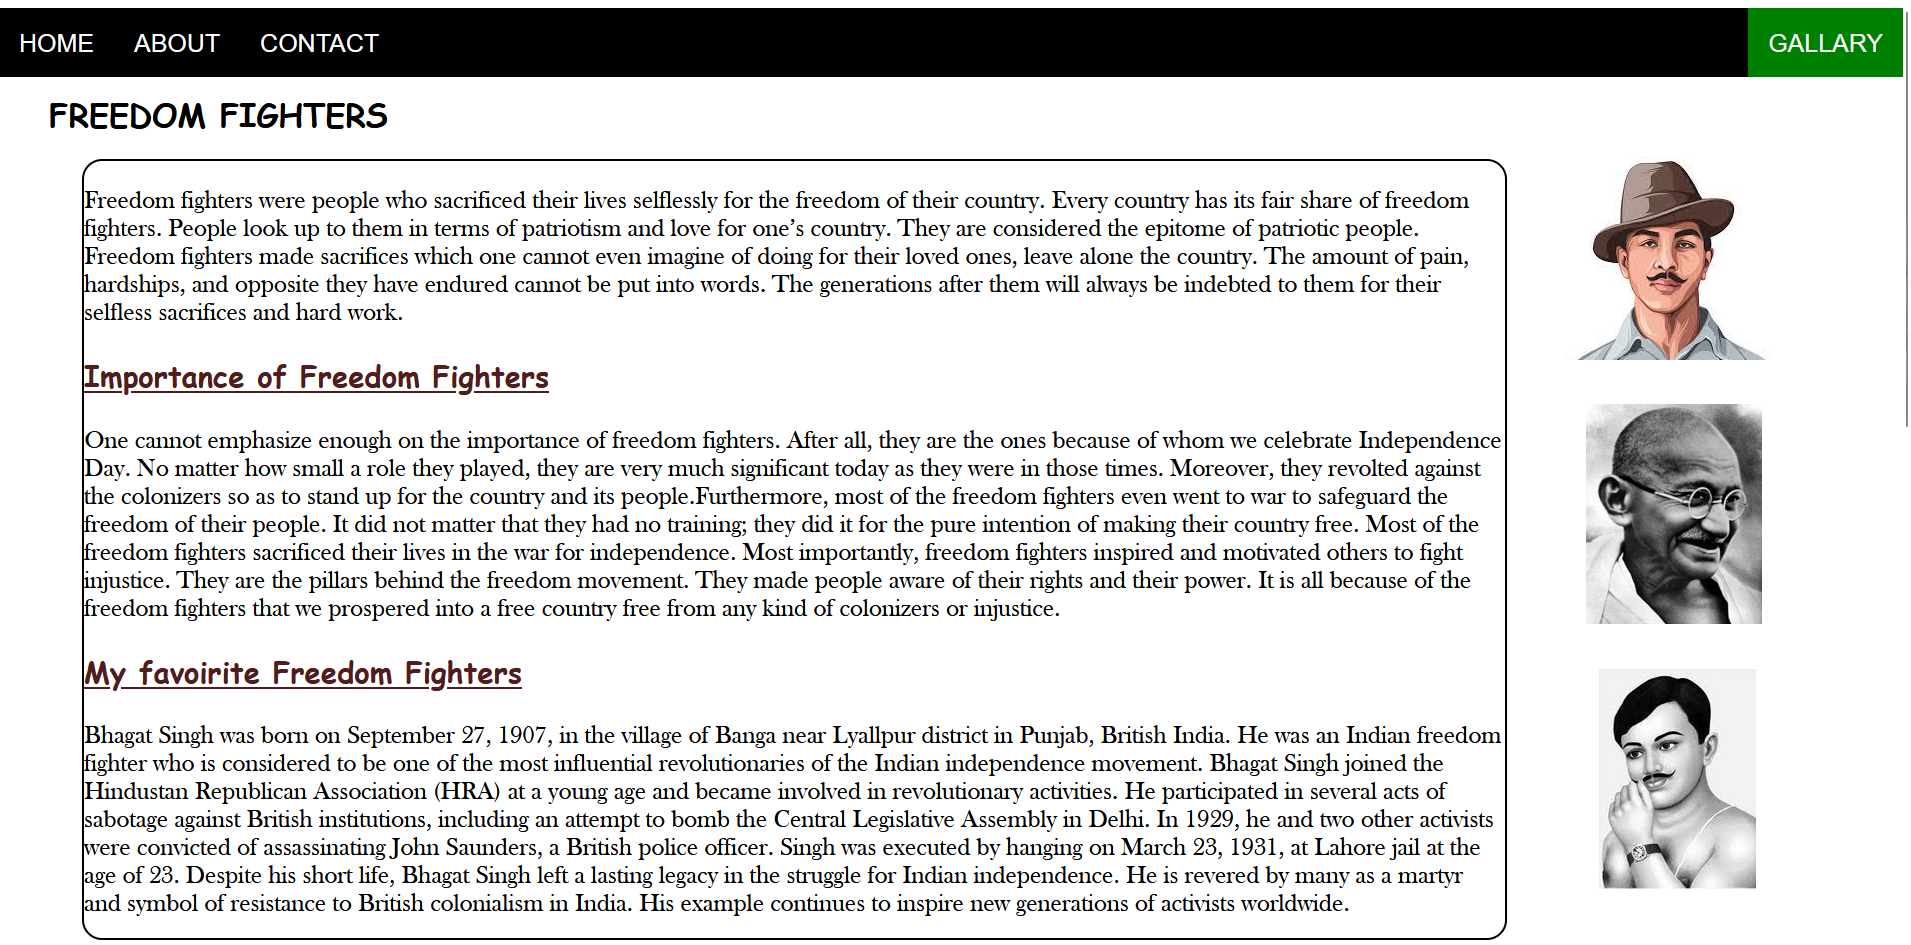 HOME ABOUT CONTACT GALLARY
FREEDOM FIGHTERS
Freedom fighters were people who sacrificed their lives selflessly for the freedom of their country. Every country has its fair share of freedom
fighters. People look up to them in terms of patriotism and love for one’s country. They are considered the epitome of patriotic people.
Freedom fighters made sacrifices which one cannot even imagine of doing for their loved ones, leave alone the country. The amount of pain,
hardships, and opposite they have endured cannot be put into words. The generations after them will always be indebted to them for their
selfless sacrifices and hard work.
Importance of Freedom Fighters
One cannot emphasize enough on the importance of freedom fighters. After all, they are the ones because of whom we celebrate Independence
Day. No matter how small a role they played, they are very much significant today as they were in those times. Moreover, they revolted against
the colonizers so as to stand up for the country and its people.Furthermore, most of the freedom fighters even went to war to safeguard the
freedom of their people. It did not matter that they had no training; they did it for the pure intention of making their country free. Most of the
freedom fighters sacrificed their lives in the war for independence. Most importantly, freedom fighters inspired and motivated others to fight
injustice. They are the pillars behind the freedom movement. They made people aware of their rights and their power. It is all because of the
freedom fighters that we prospered into a free country free from any kind of colonizers or injustice.
My favoirite Freedom Fighters
Bhagat Singh was born on September 27, 1907, in the village of Banga near Lyallpur district in Punjab, British India. He was an Indian freedom
fighter who is considered to be one of the most influential revolutionaries of the Indian independence movement. Bhagat Singh joined the
Hindustan Republican Association (HRA) at a young age and became involved in revolutionary activities. He participated in several acts of
sabotage against British institutions, including an attempt to bomb the Central Legislative Assembly in Delhi. In 1929, he and two other activists
were convicted of assassinating John Saunders, a British police officer. Singh was executed by hanging on March 23, 1931, at Lahore jail at the
age of 23. Despite his short life, Bhagat Singh left a lasting legacy in the struggle for Indian independence. He is revered by many as a martyr
and symbol of resistance to British colonialism in India. His example continues to inspire new generations of activists worldwide.